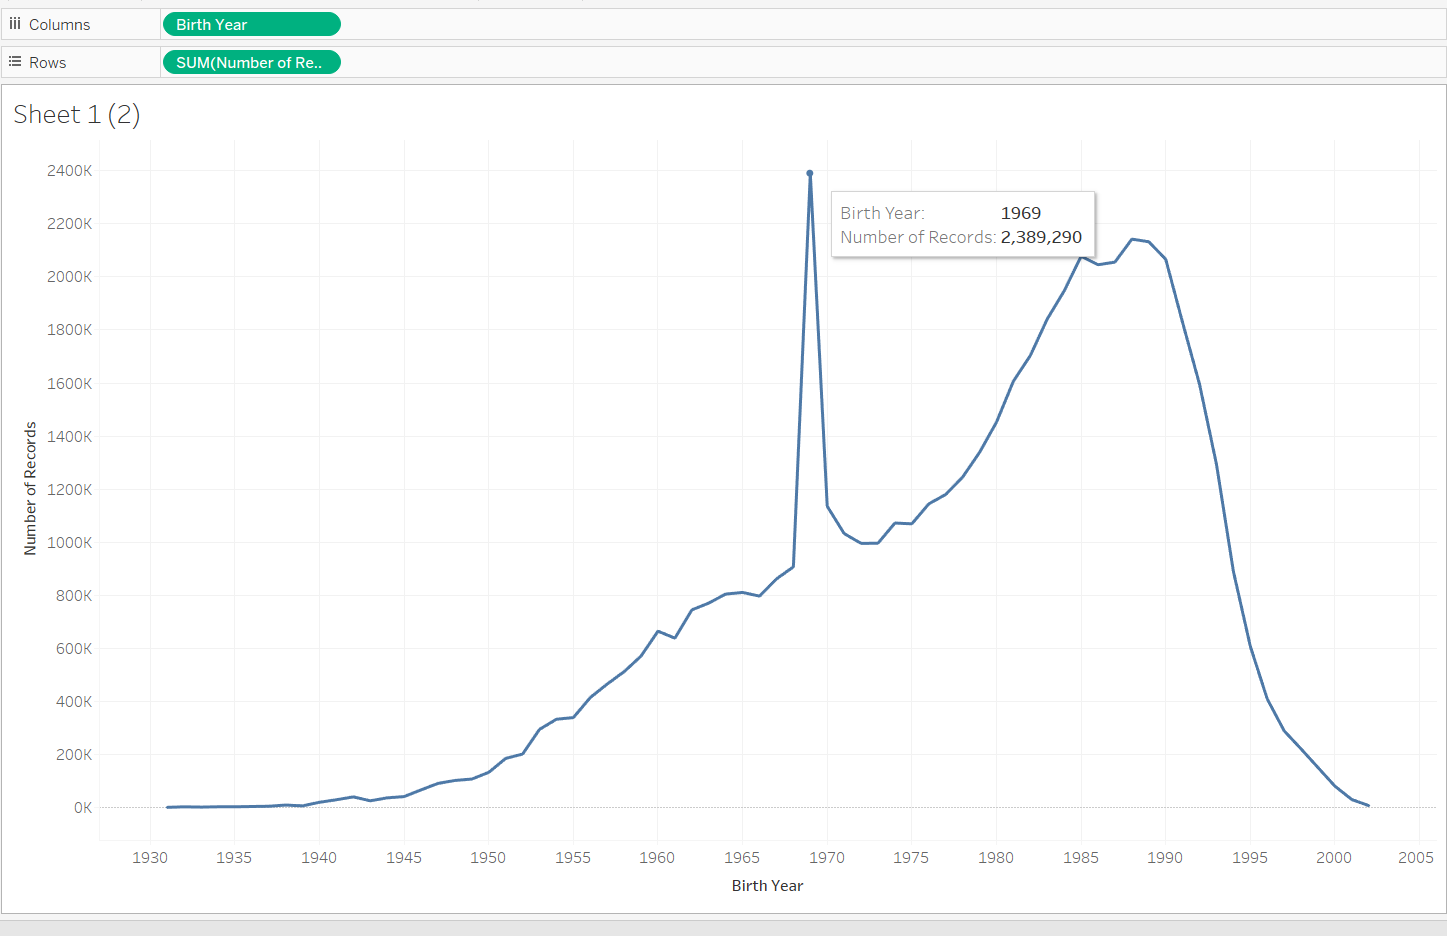 Columns Birth Year
Rows SUM(Number of Re..
Sheet 1 (2)
2400K
2200K
2000K
1800K
1600K
1400K
1200K
1000K
800K
600K
400K
200K
0K
Number of Records
Birth Year: 1969
Number of Records: 2,389,290
1930 1935 1940 1945 1950 1955 1960 1965 1970 1975 1980 1985 1990 1995 2000 2005
Birth Year